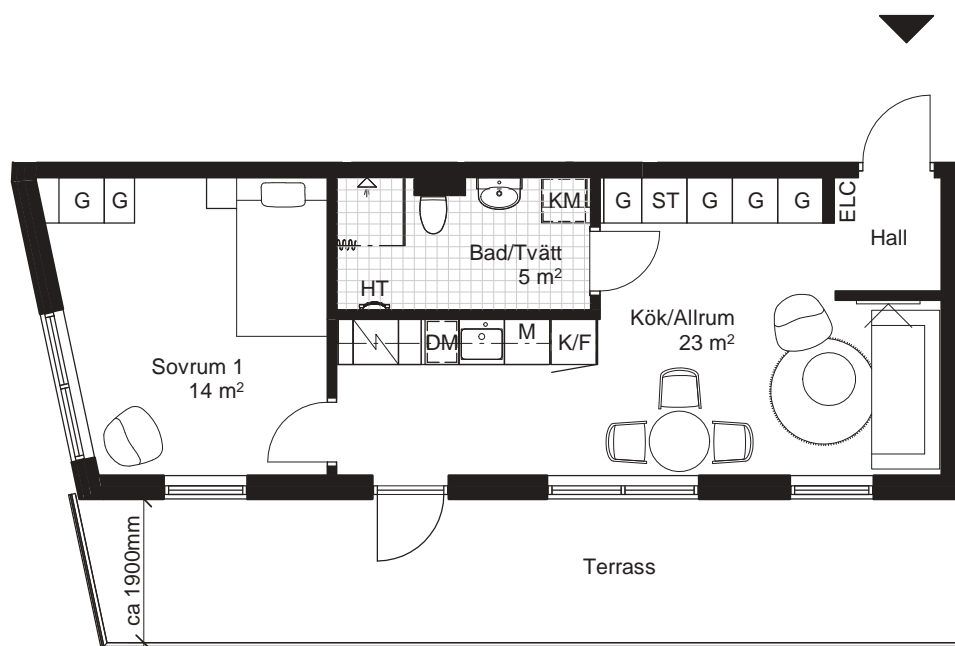 G G
KM
G ST G G G
ELC
Hall
Bad/Tvätt
5 m²
HT
DM
M
K/F
Kök/Allrum
23 m²
Sovrum 1
14 m²
ca 1900mm
Terrass